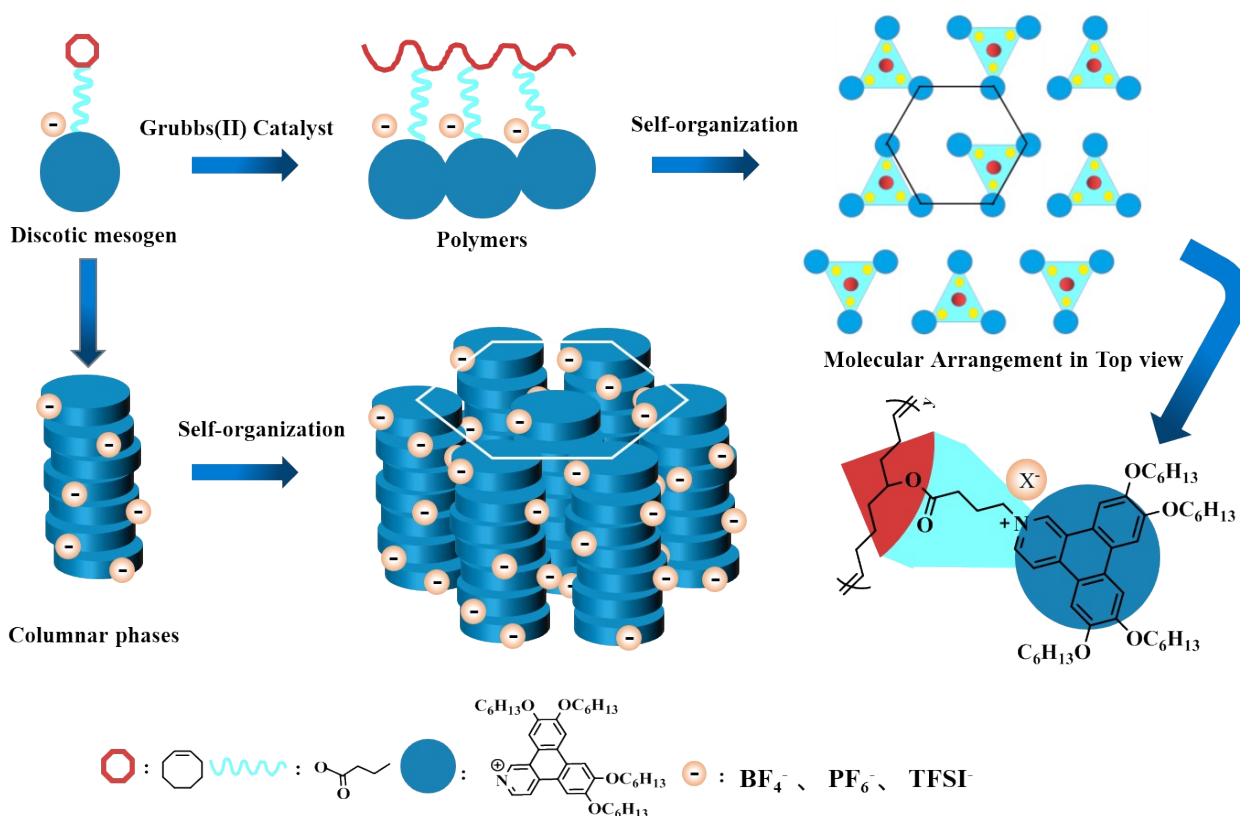 Grubbs(II) Catalyst
Self-organization
Discotic mesogen
Polymers
Molecular Arrangement in Top view
Self-organization
Columnar phases
y
O
O
X-
+
N
OC6H13
OC6H13
OC6H13
C6H13O
-
C6H13O
OC6H13
OC6H13
OC6H13
+
N
: : O
O
: : BF4- 、 PF6- 、 TFSI-